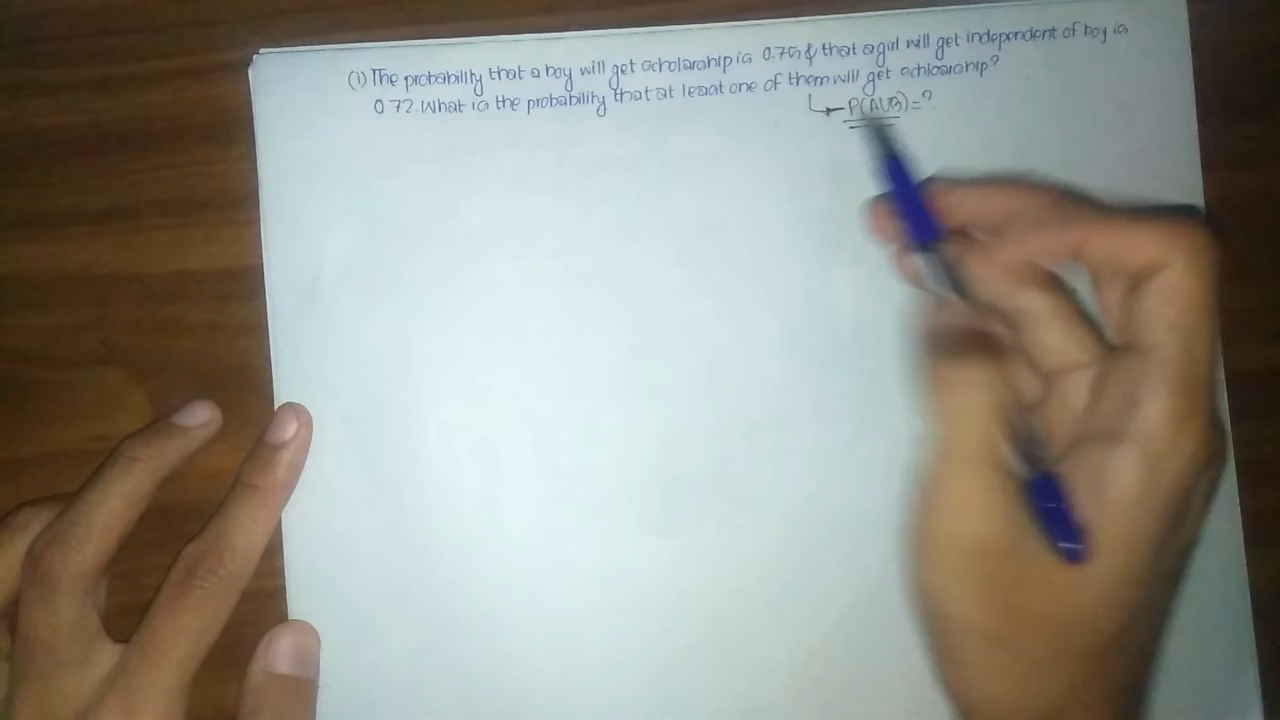 (1) The probability that a boy will get scholarship is 0.75 & that a girl will get independent of boy is
0.72. What is the probability that at least one of them will get schloarship?
P(AUB)=?